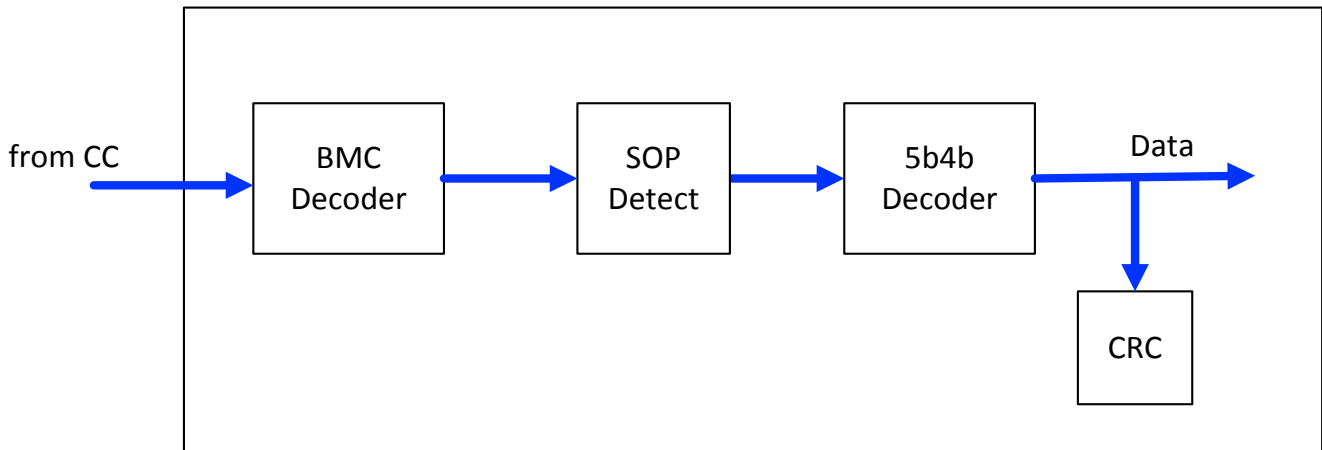 from CC
BMC
Decoder
SOP
Detect
5b4b
Decoder
Data
CRC